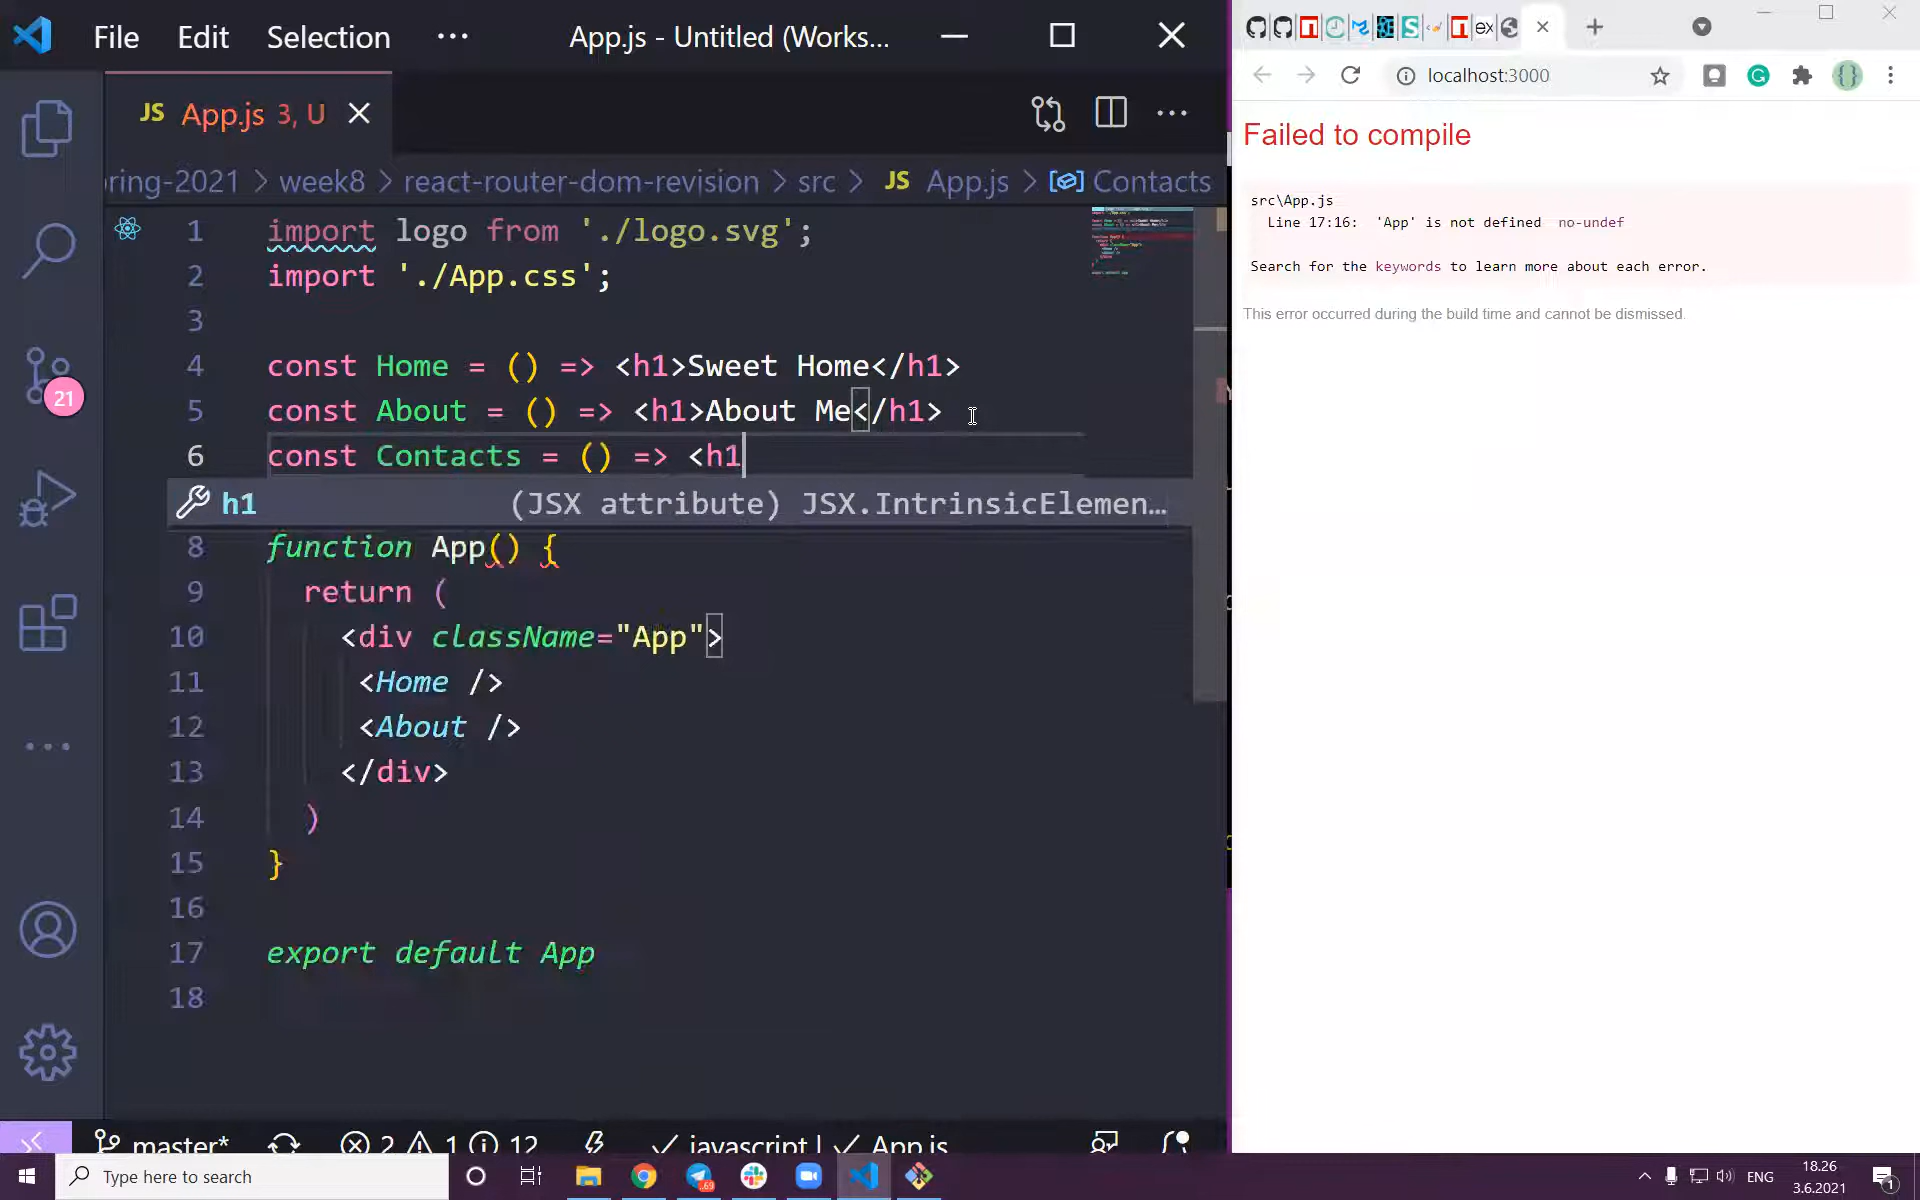 File Edit Selection ··· App.js - Untitled (Works...
JS App.js 3, U
ring-2021 > week8 > react-router-dom-revision > src > JS App.js > Contacts
1 import logo from './logo.svg';
2 import './App.css';
3
4 const Home = () => <h1>Sweet Home</h1>
5 const About = () => <h1>About Me</h1>
6 const Contacts = () => <h1
h1 (JSX attribute) JSX.IntrinsicElemen…
8 function App() {
9 return (
10 <div className="App">
11 <Home />
12 <About />
13 </div>
14 )
15 }
16
17 export default App
18
21
master* 2 1 12 javascript | App.js
localhost:3000
ex
Failed to compile
src\App.js
Line 17:16: 'App' is not defined no-undef
Search for the keywords to learn more about each error.
This error occurred during the build time and cannot be dismissed.
Type here to search
69
ENG
18.26
3.6.2021
1